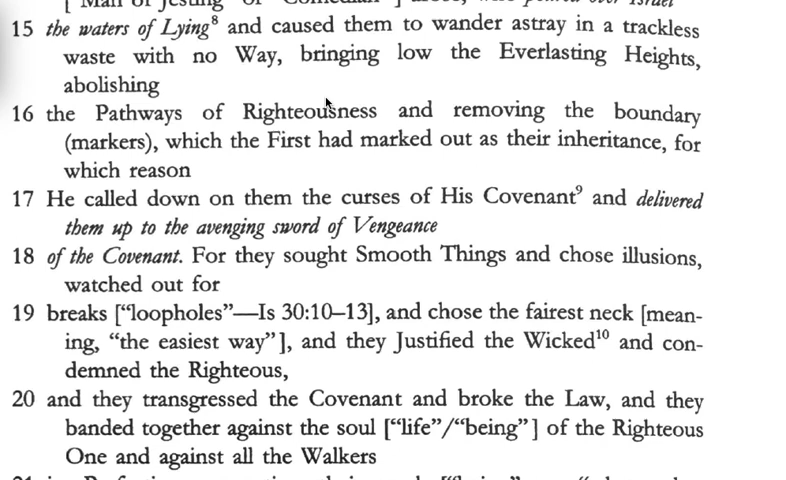 15 the waters of Lying⁸ and caused them to wander astray in a trackless
waste with no Way, bringing low the Everlasting Heights,
abolishing
16 the Pathways of Righteousness and removing the boundary
(markers), which the First had marked out as their inheritance, for
which reason
17 He called down on them the curses of His Covenant⁹ and delivered
them up to the avenging sword of Vengeance
18 of the Covenant. For they sought Smooth Things and chose illusions,
watched out for
19 breaks [“loopholes”—Is 30:10–13], and chose the fairest neck [mean-
ing, “the easiest way”], and they Justified the Wicked¹⁰ and con-
demned the Righteous,
20 and they transgressed the Covenant and broke the Law, and they
banded together against the soul [“life”/“being”] of the Righteous
One and against all the Walkers